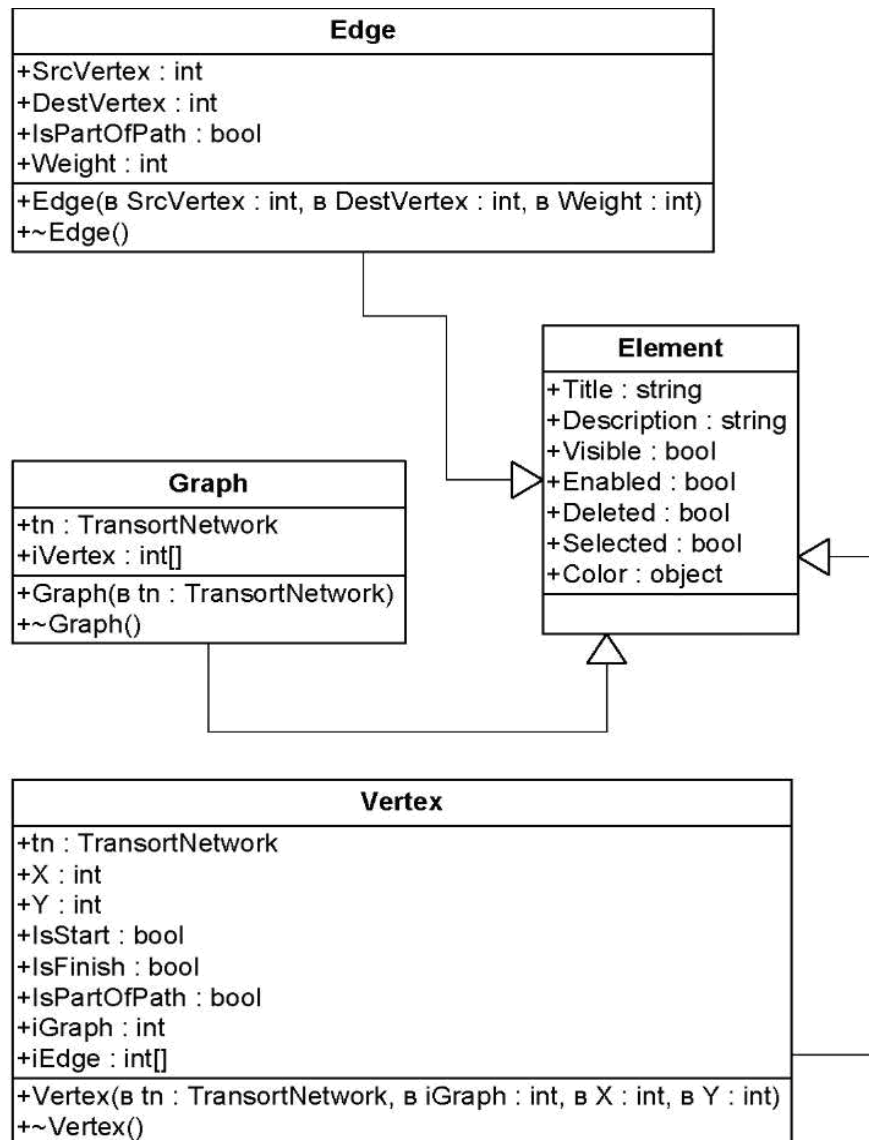 Edge
+SrcVertex : int
+DestVertex : int
+IsPartOfPath : bool
+Weight : int
+Edge(в SrcVertex : int, в DestVertex : int, в Weight : int)
+~Edge()
Element
+Title : string
+Description : string
+Visible : bool
+Enabled : bool
+Deleted : bool
+Selected : bool
+Color : object
Graph
+tn : TransortNetwork
+iVertex : int[]
+Graph(в tn : TransortNetwork)
+~Graph()
Vertex
+tn : TransortNetwork
+X : int
+Y : int
+IsStart : bool
+IsFinish : bool
+IsPartOfPath : bool
+iGraph : int
+iEdge : int[]
+Vertex(в tn : TransortNetwork, в iGraph : int, в X : int, в Y : int)
+~Vertex()